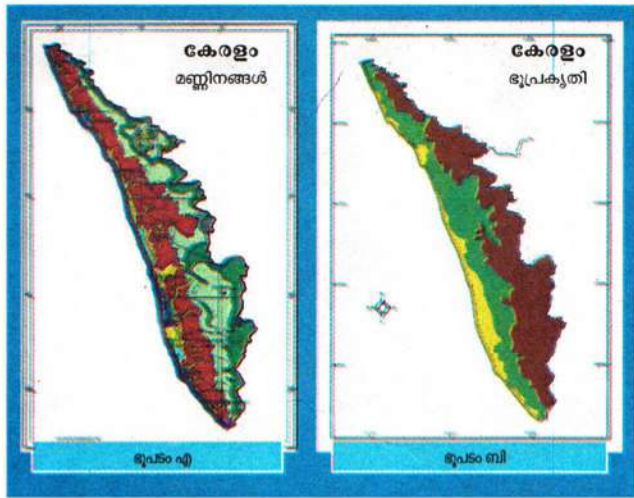 കേരളം
മണ്ണിനങ്ങൾ
ഭൂപടം എ
കേരളം
ഭൂപ്രകൃതി
ഭൂപടം ബി